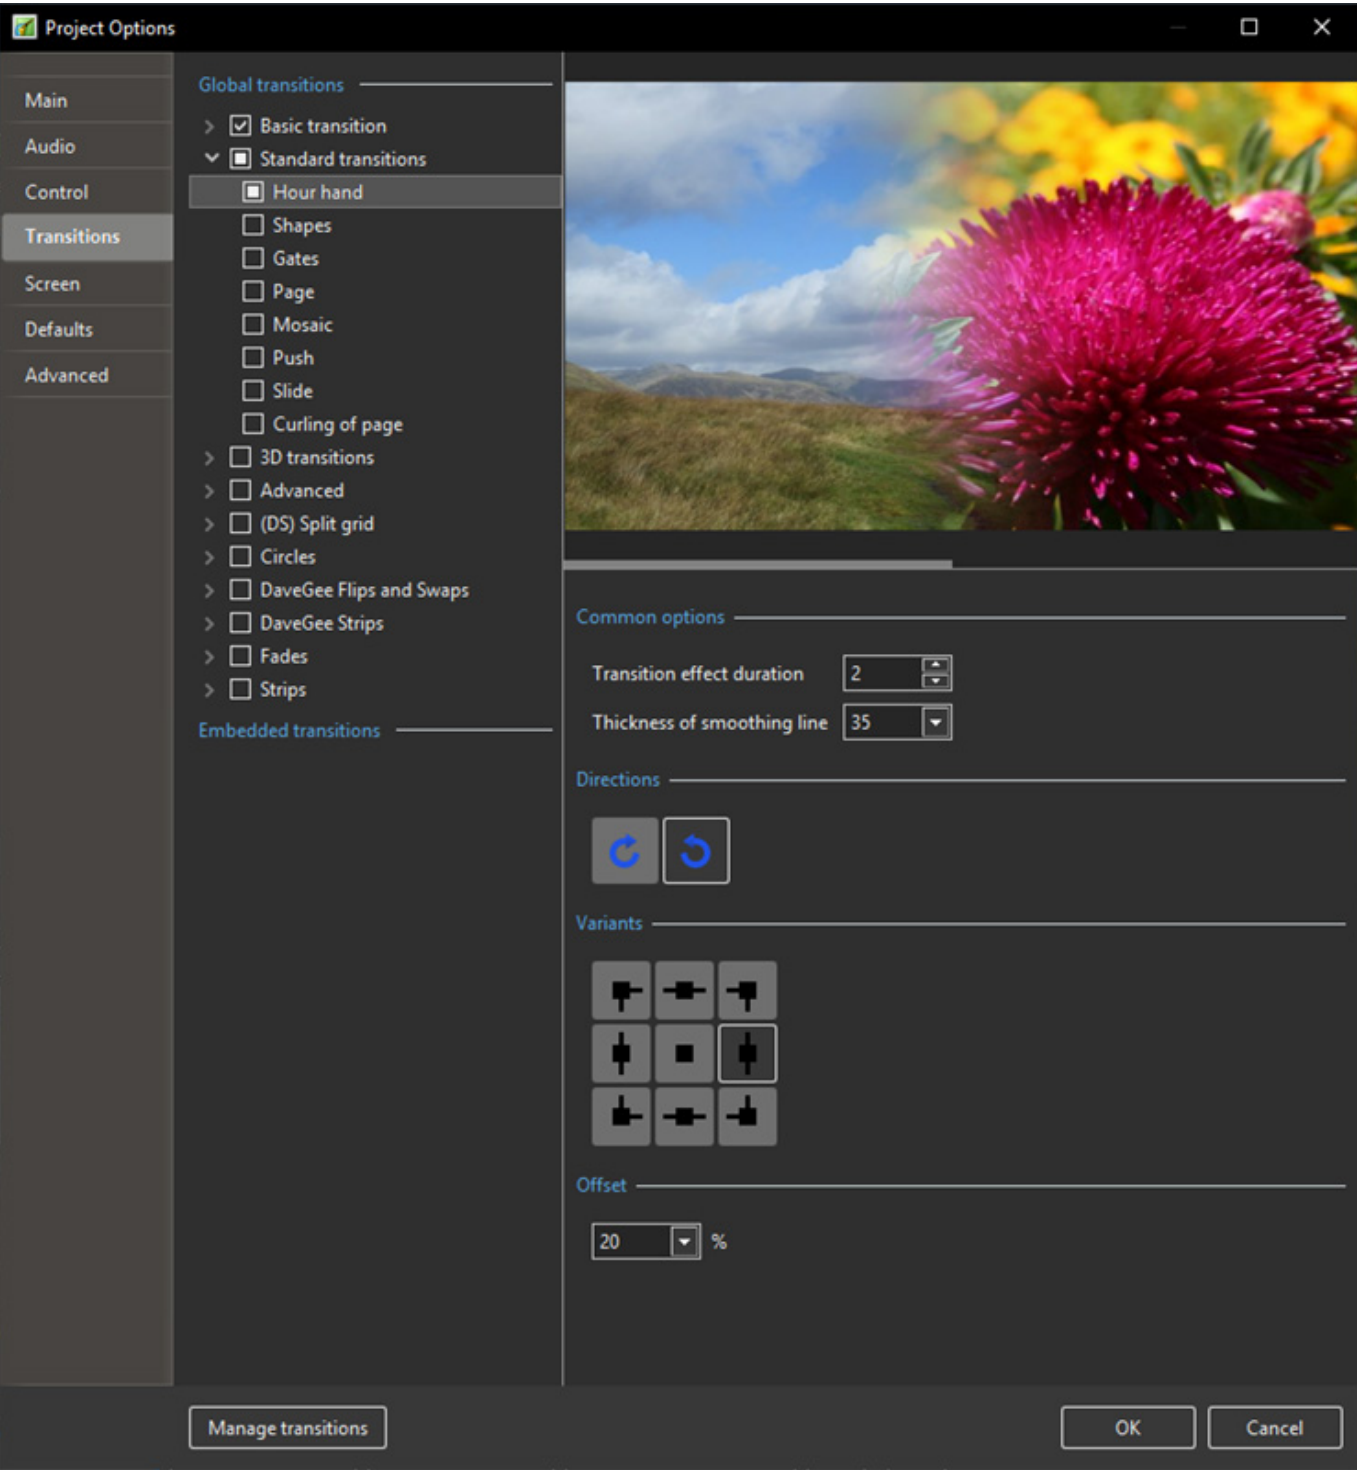 Project Options
Main
Audio
Control
Transitions
Screen
Defaults
Advanced
Global transitions
Basic transition
Standard transitions
Hour hand
Shapes
Gates
Page
Mosaic
Push
Slide
Curling of page
3D transitions
Advanced
(DS) Split grid
Circles
DaveGee Flips and Swaps
DaveGee Strips
Fades
Strips
Embedded transitions
Common options
Transition effect duration 2
Thickness of smoothing line 35
Directions
Variants
Offset
20 %
Manage transitions
OK
Cancel